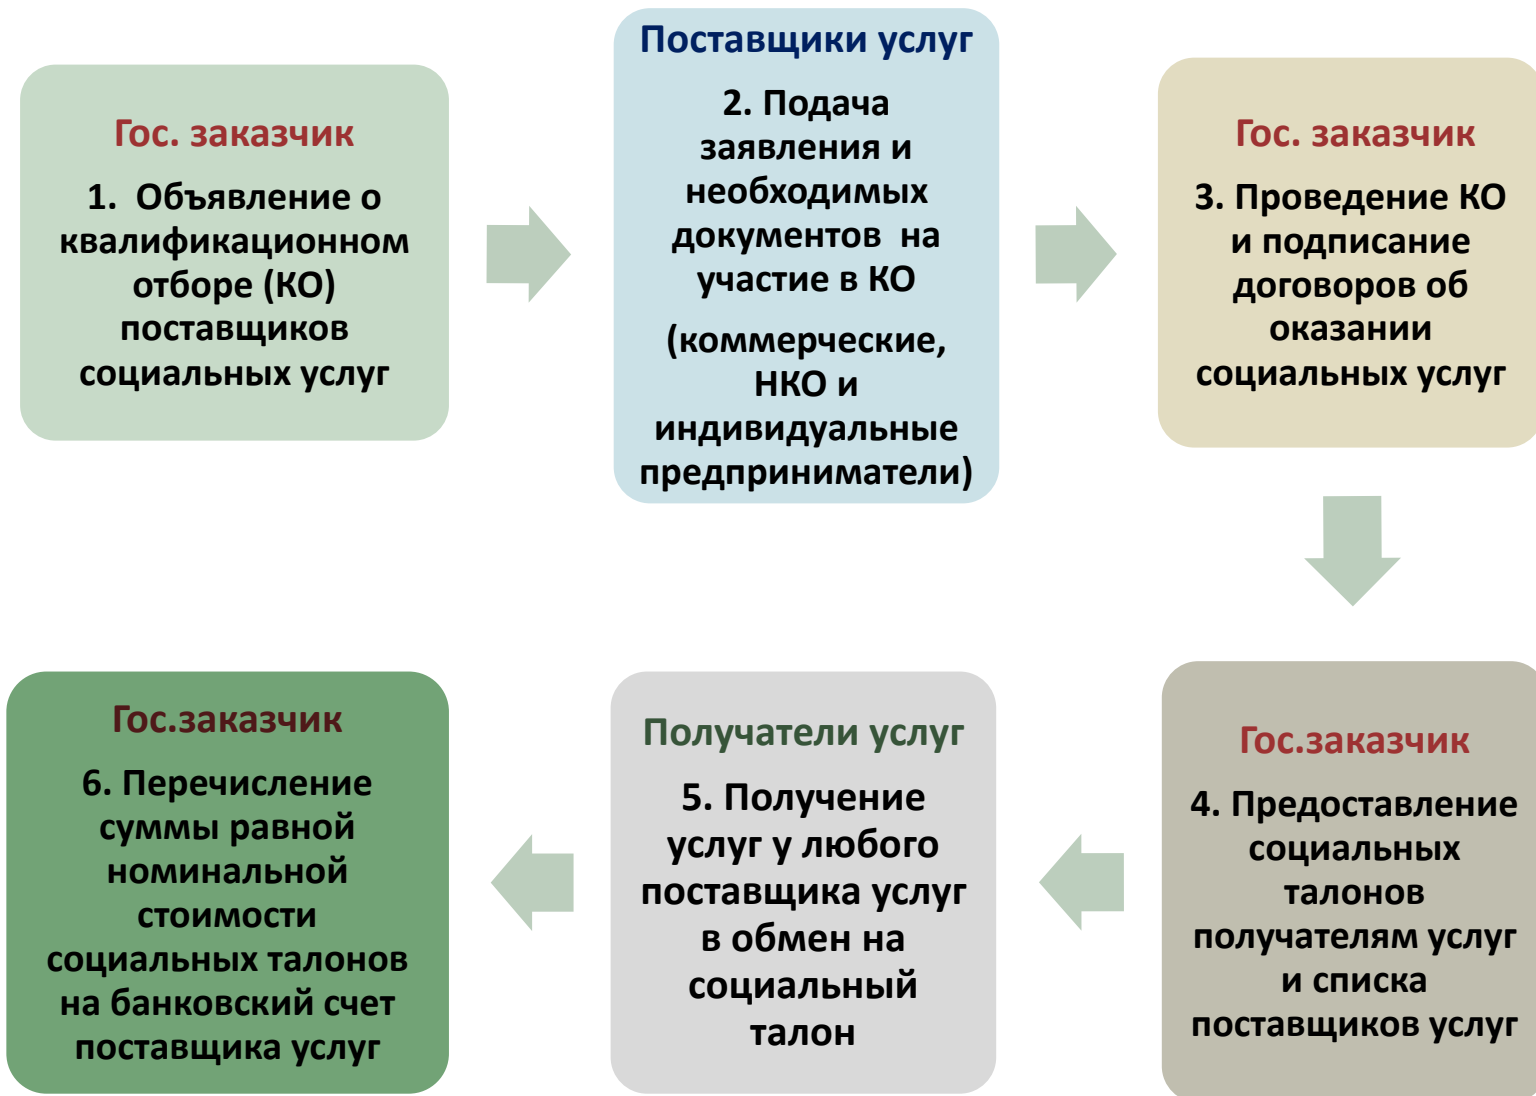 Гос. заказчик
1. Объявление о
квалификационном
отборе (КО)
поставщиков
социальных услуг
Поставщики услуг
2. Подача
заявления и
необходимых
документов на
участие в КО
(коммерческие,
НКО и
индивидуальные
предприниматели)
Гос. заказчик
3. Проведение КО
и подписание
договоров об
оказании
социальных услуг
Гос.заказчик
4. Предоставление
социальных
талонов
получателям услуг
и списка
поставщиков услуг
Получатели услуг
5. Получение
услуг у любого
поставщика услуг
в обмен на
социальный
талон
Гос.заказчик
6. Перечисление
суммы равной
номинальной
стоимости
социальных талонов
на банковский счет
поставщика услуг